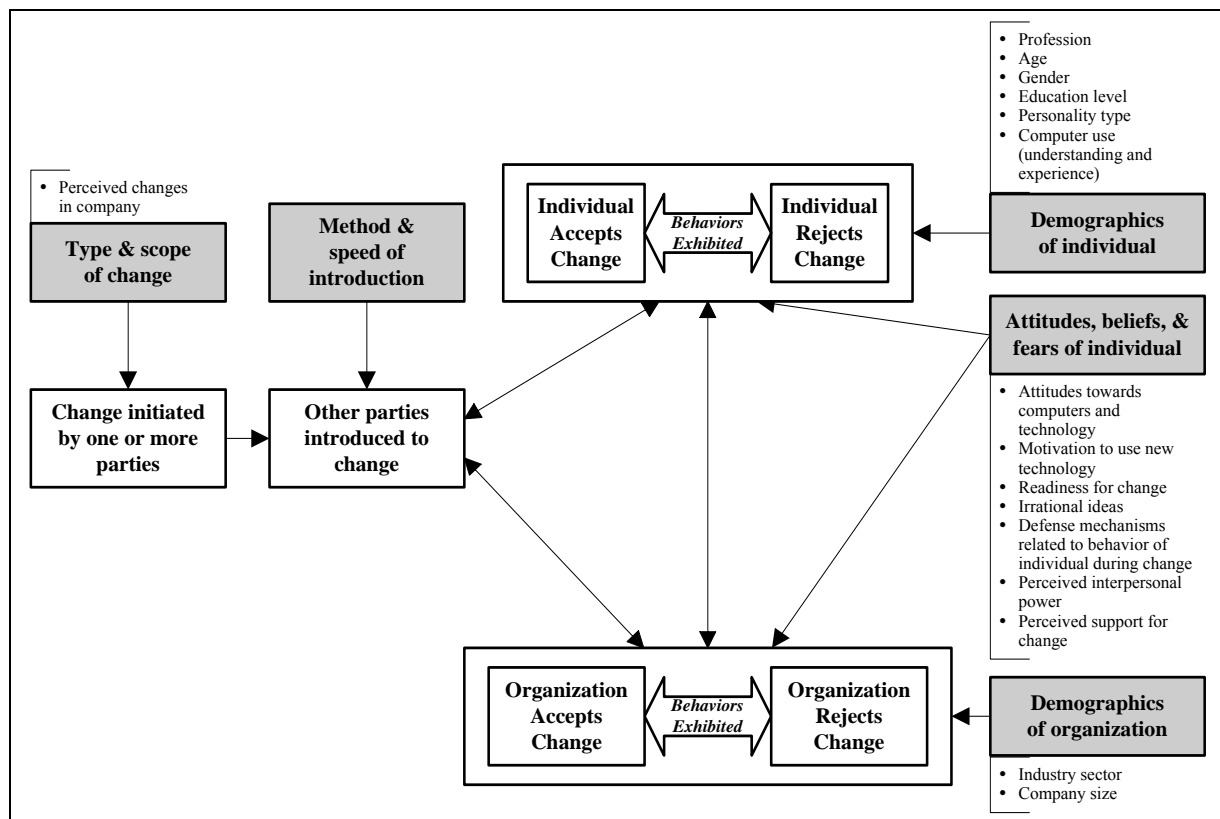 • Perceived changes
in company
Type & scope
of change
Method &
speed of
introduction
Change initiated
by one or more
parties
Other parties
introduced to
change
Individual
Accepts
Change
Behaviors
Exhibited
Individual
Rejects
Change
• Profession
• Age
• Gender
• Education level
• Personality type
• Computer use
(understanding and
experience)
Demographics
of individual
Attitudes, beliefs, &
fears of individual
• Attitudes towards
computers and
technology
• Motivation to use new
technology
• Readiness for change
• Irrational ideas
• Defense mechanisms
related to behavior of
individual during change
• Perceived interpersonal
power
• Perceived support for
change
Organization
Accepts
Change
Behaviors
Exhibited
Organization
Rejects
Change
Demographics
of organization
• Industry sector
• Company size